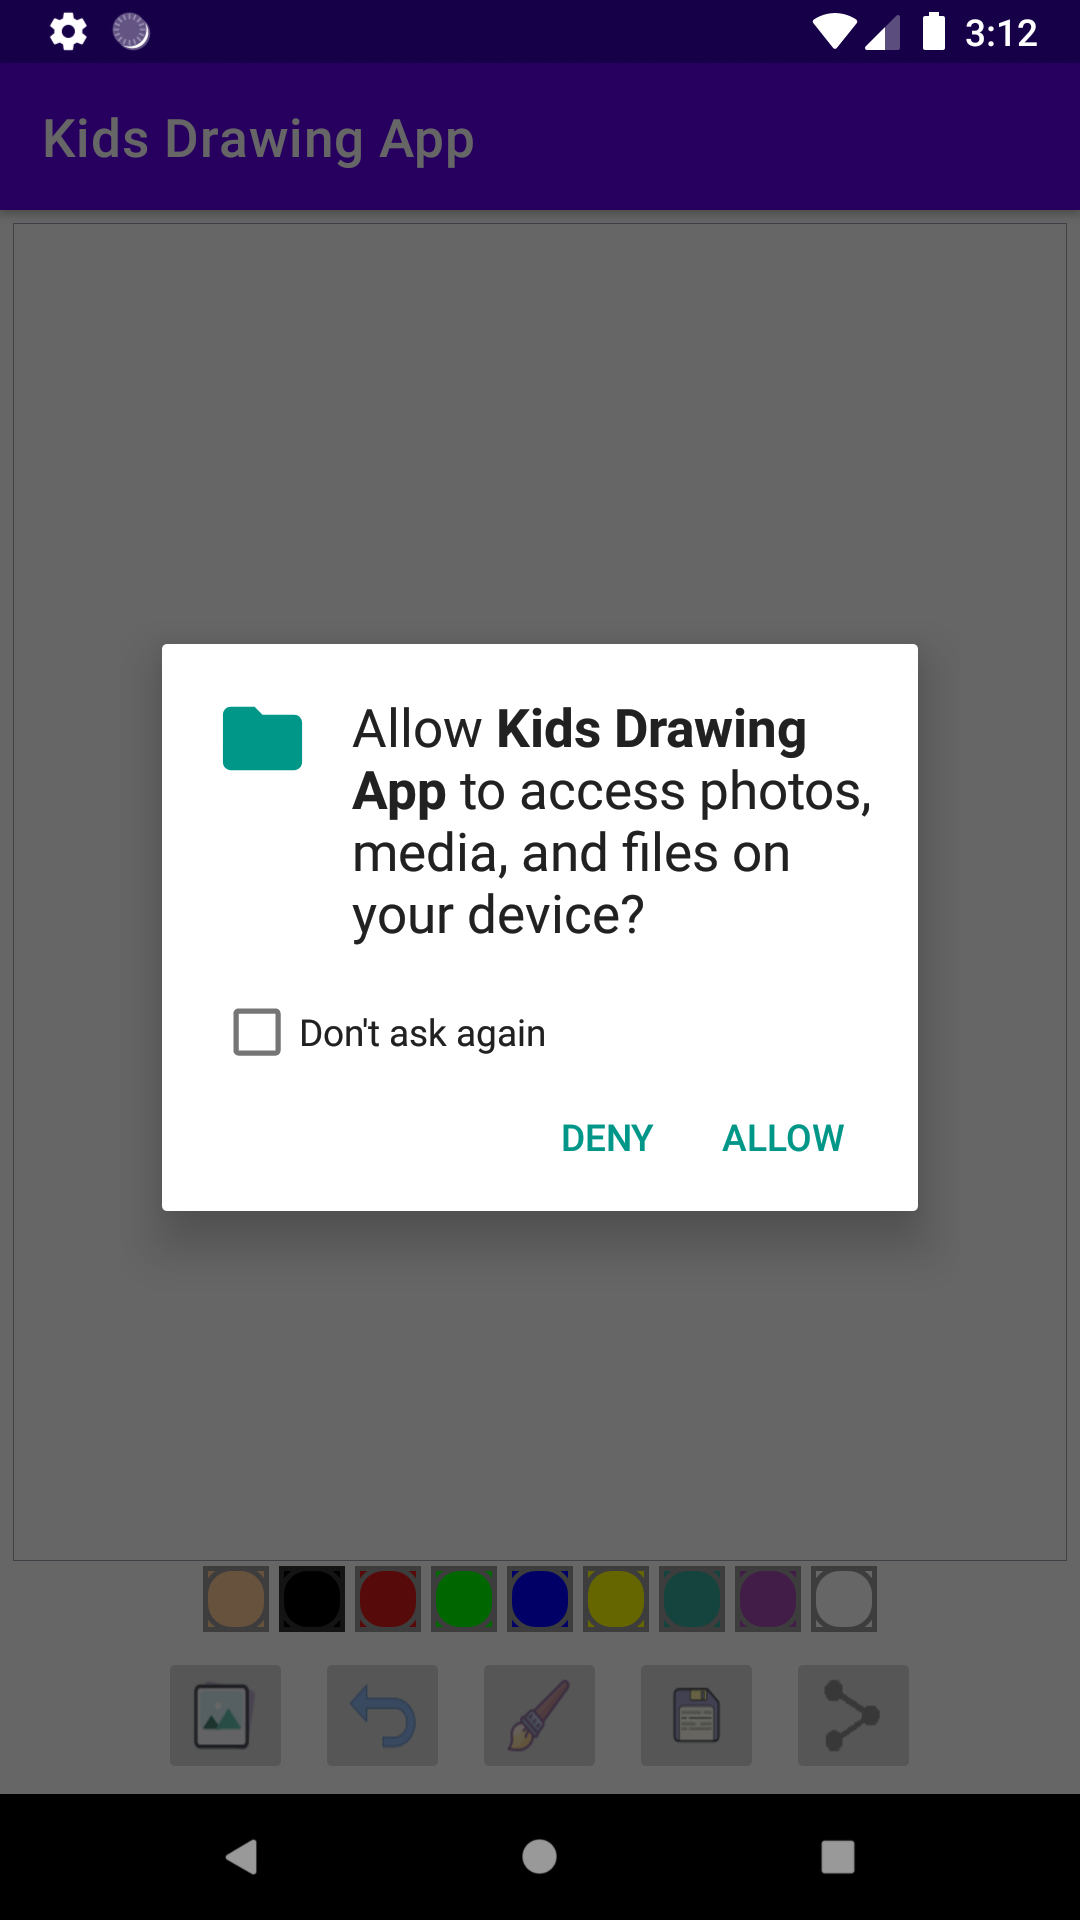 3:12
Kids Drawing App
Allow Kids Drawing
App to access photos,
media, and files on
your device?
Don't ask again
DENY ALLOW